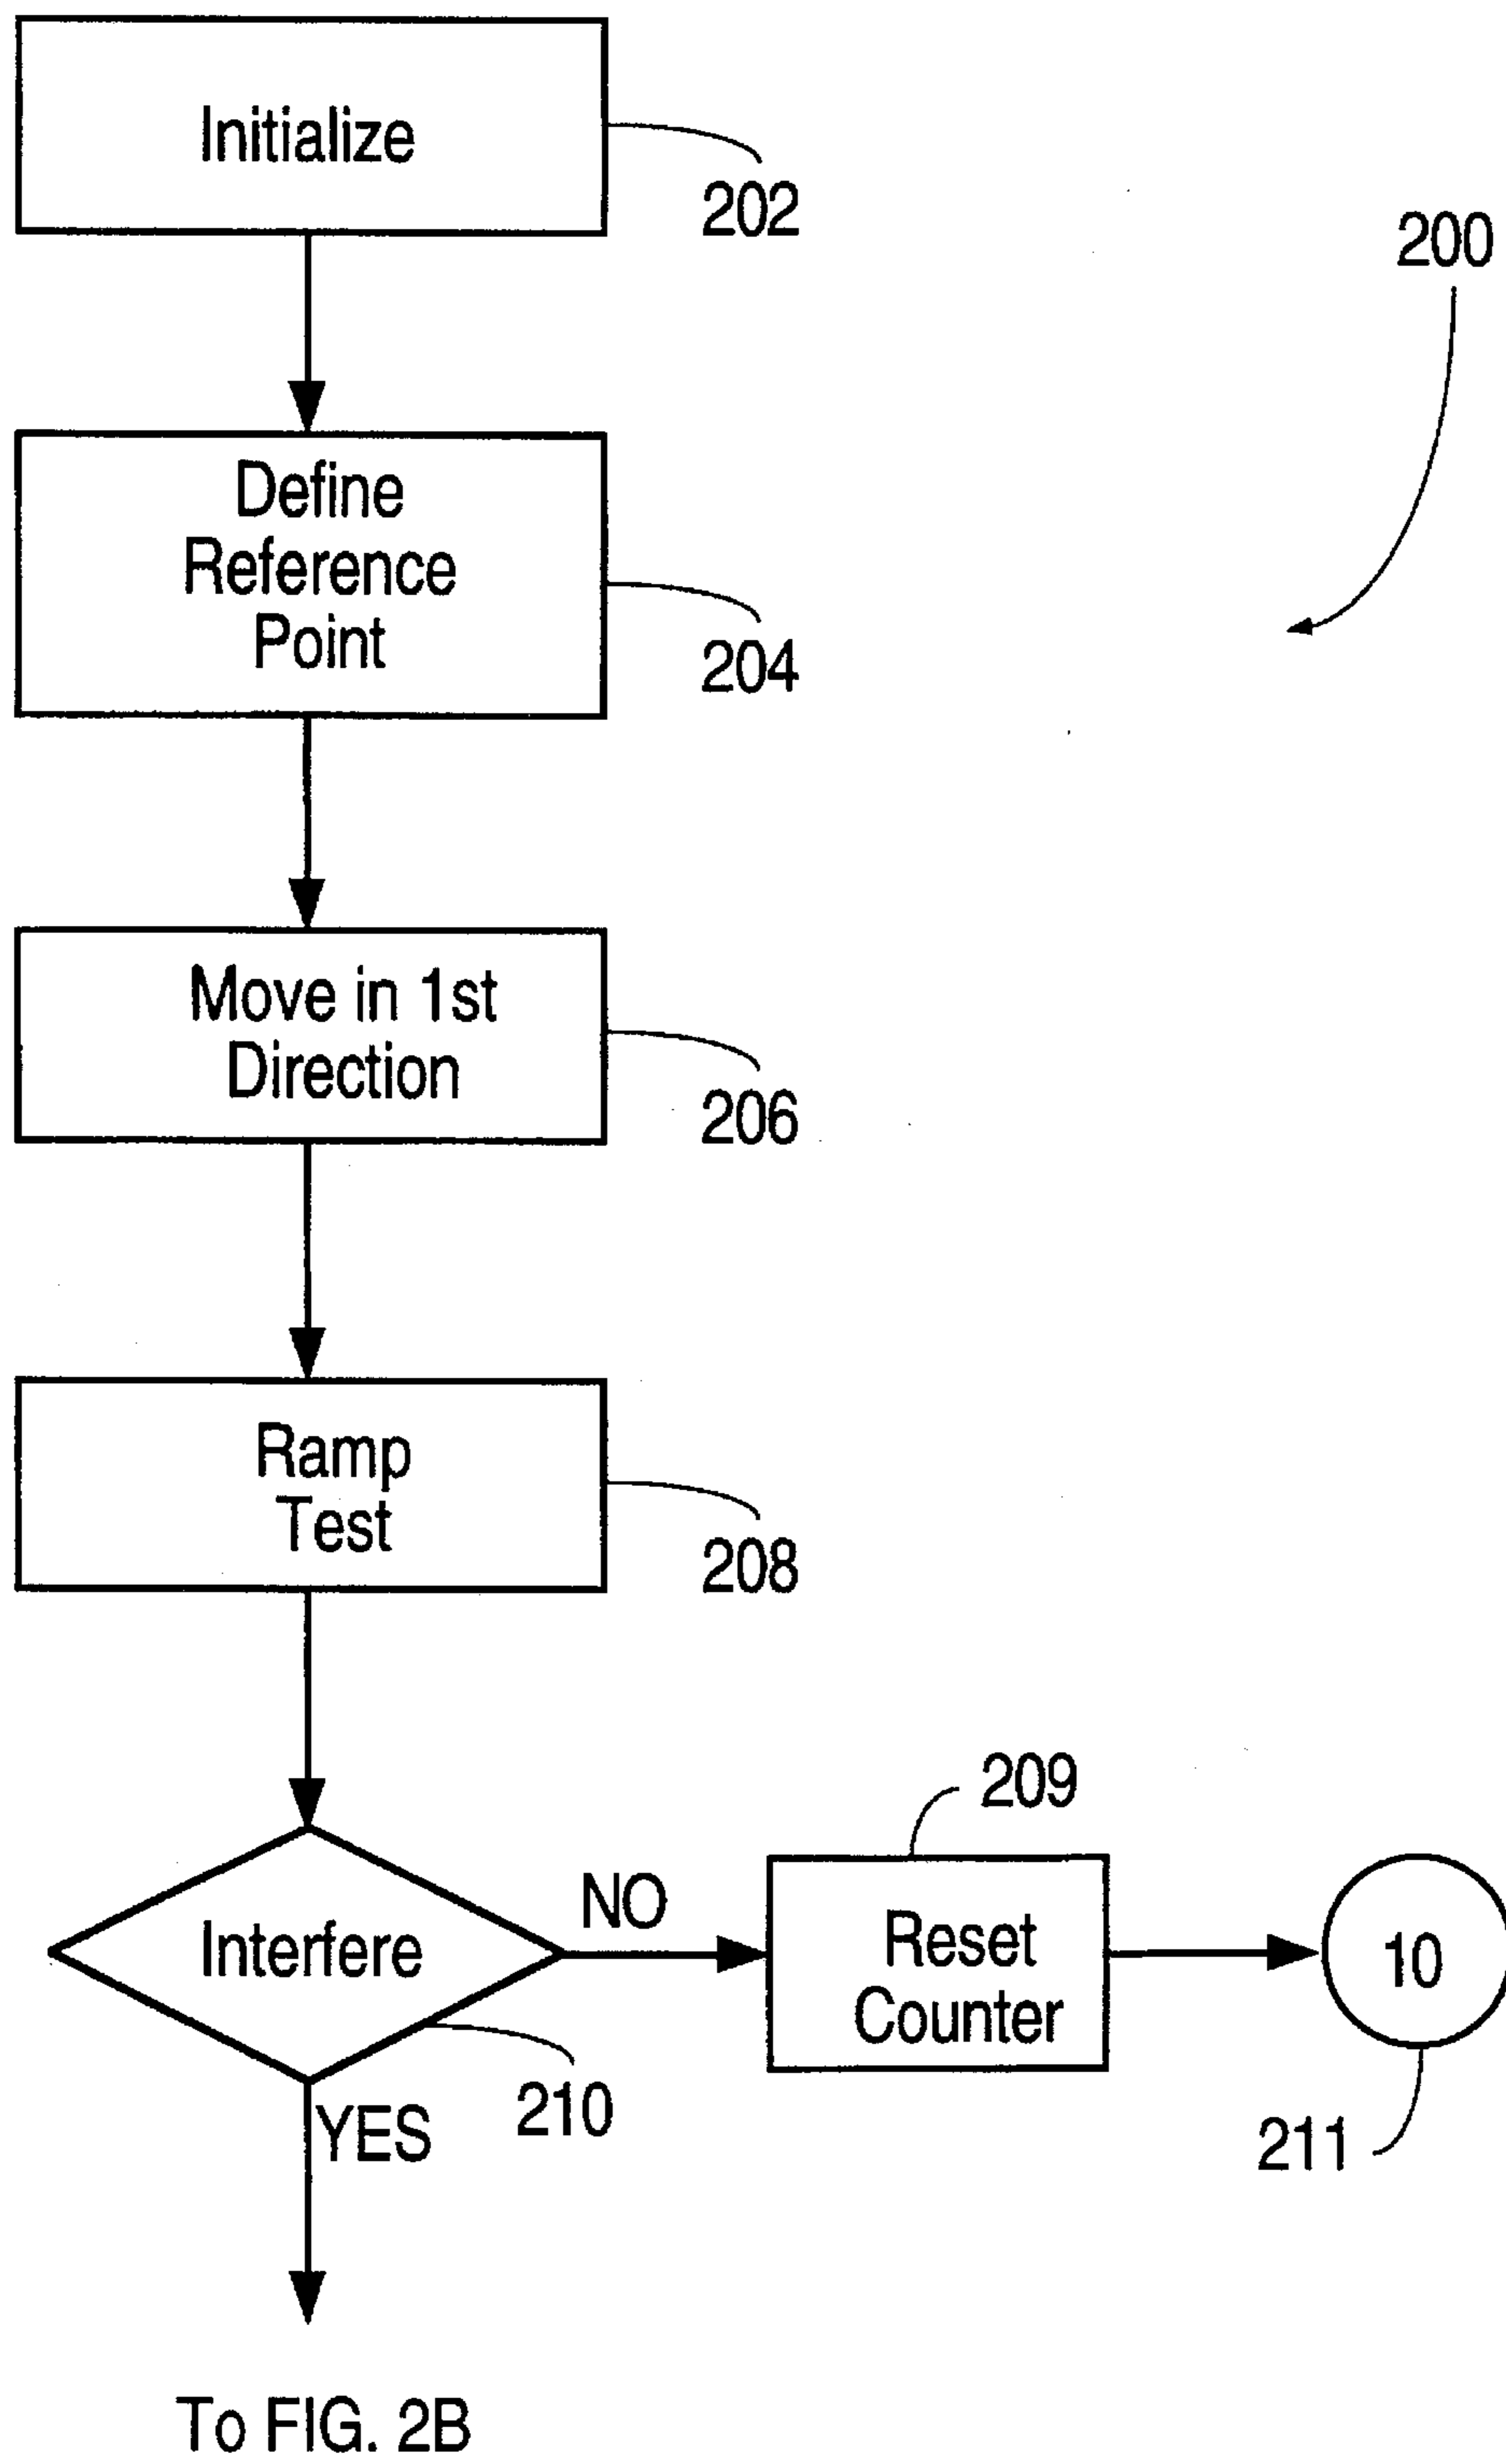 Initialize
202
200
Define
Reference
Point
204
Move in 1st
Direction
206
Ramp
Test
208
209
Interfere
NO
Reset
Counter
10
210
YES
211
To FIG. 2B